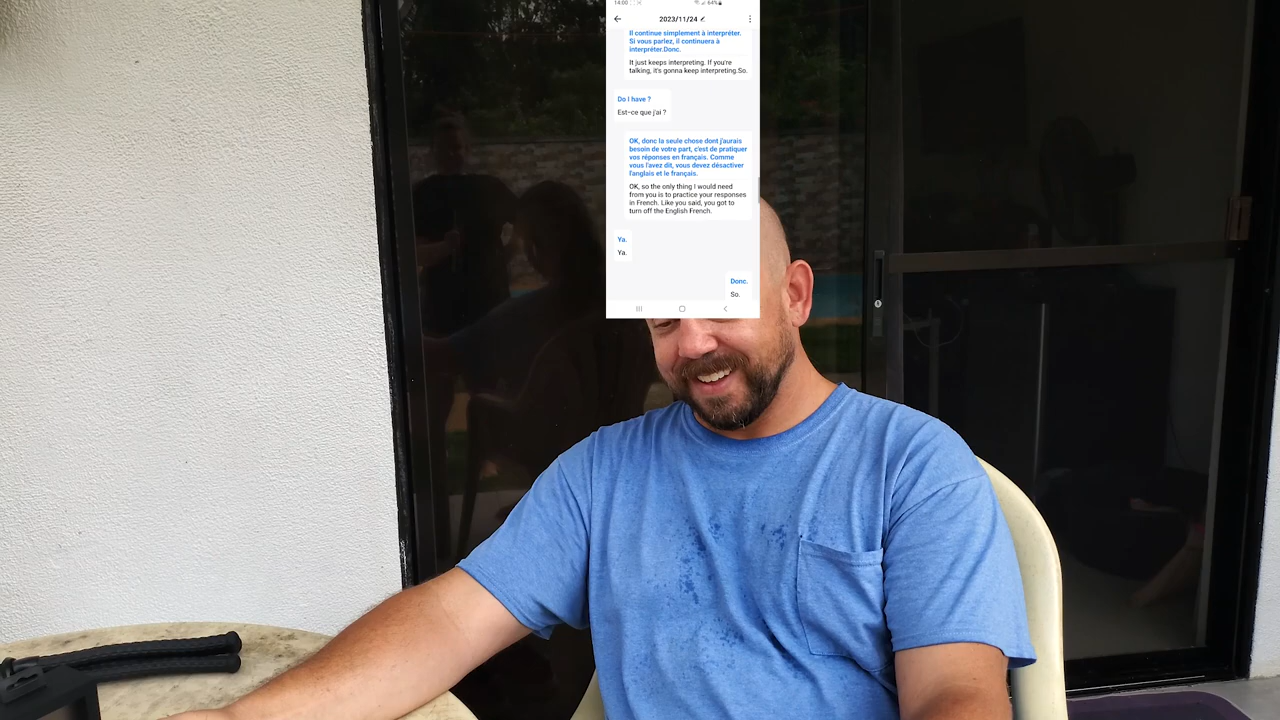 14:00
64%
2023/11/24
Il continue simplement à interpréter.
Si vous parlez, il continuera à
interpréter.Donc.
It just keeps interpreting. If you're
talking, it's gonna keep interpreting.So.
Do I have ?
Est-ce que j'ai ?
OK, donc la seule chose dont j'aurais
besoin de votre part, c'est de pratiquer
vos réponses en français. Comme
vous l'avez dit, vous devez désactiver
l'anglais et le français.
OK, so the only thing I would need
from you is to practice your responses
in French. Like you said, you got to
turn off the English French.
Ya.
Ya.
Donc.
So.